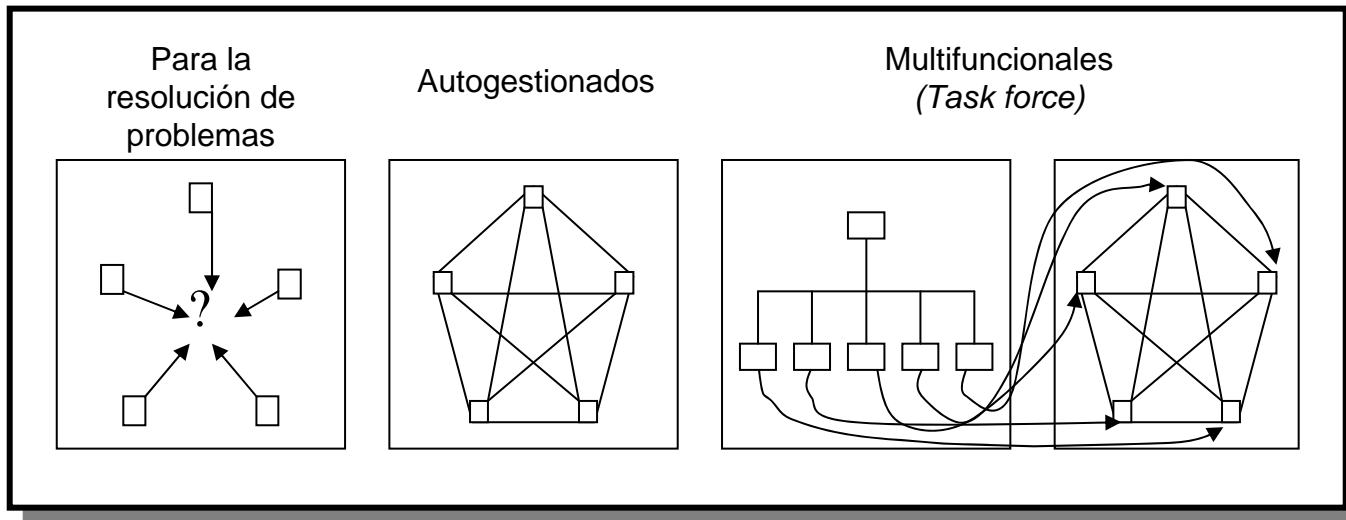 Para la
resolución de
problemas
Autogestionados
Multifuncionales
(Task force)
?